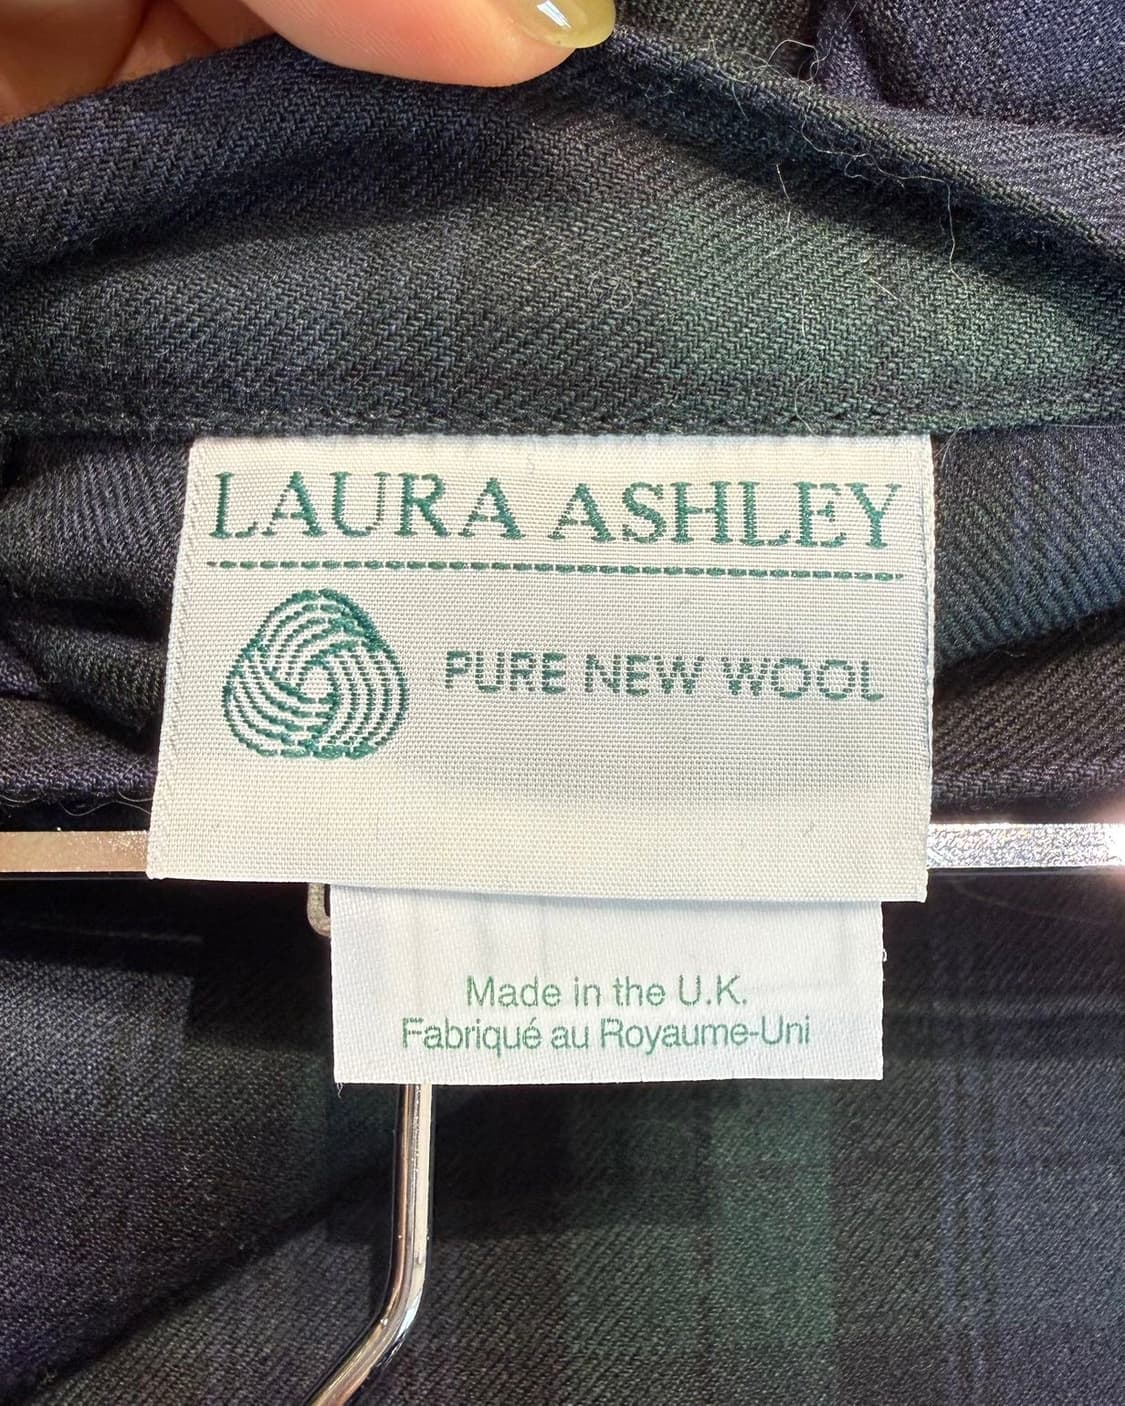 LAURA ASHLEY
PURE NEW WOOL
Made in the U.K.
Fabriqué au Royaume-Uni